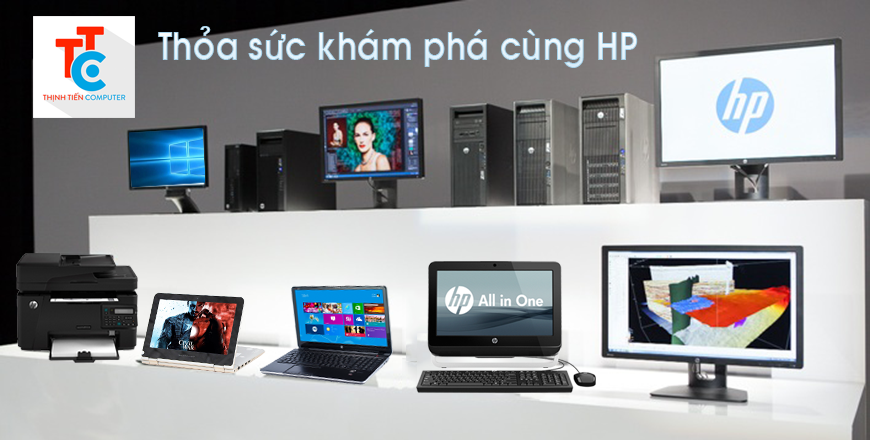 TTC
THỊNH TIẾN COMPUTER
Thỏa sức khám phá cùng HP
hp
hp All in One